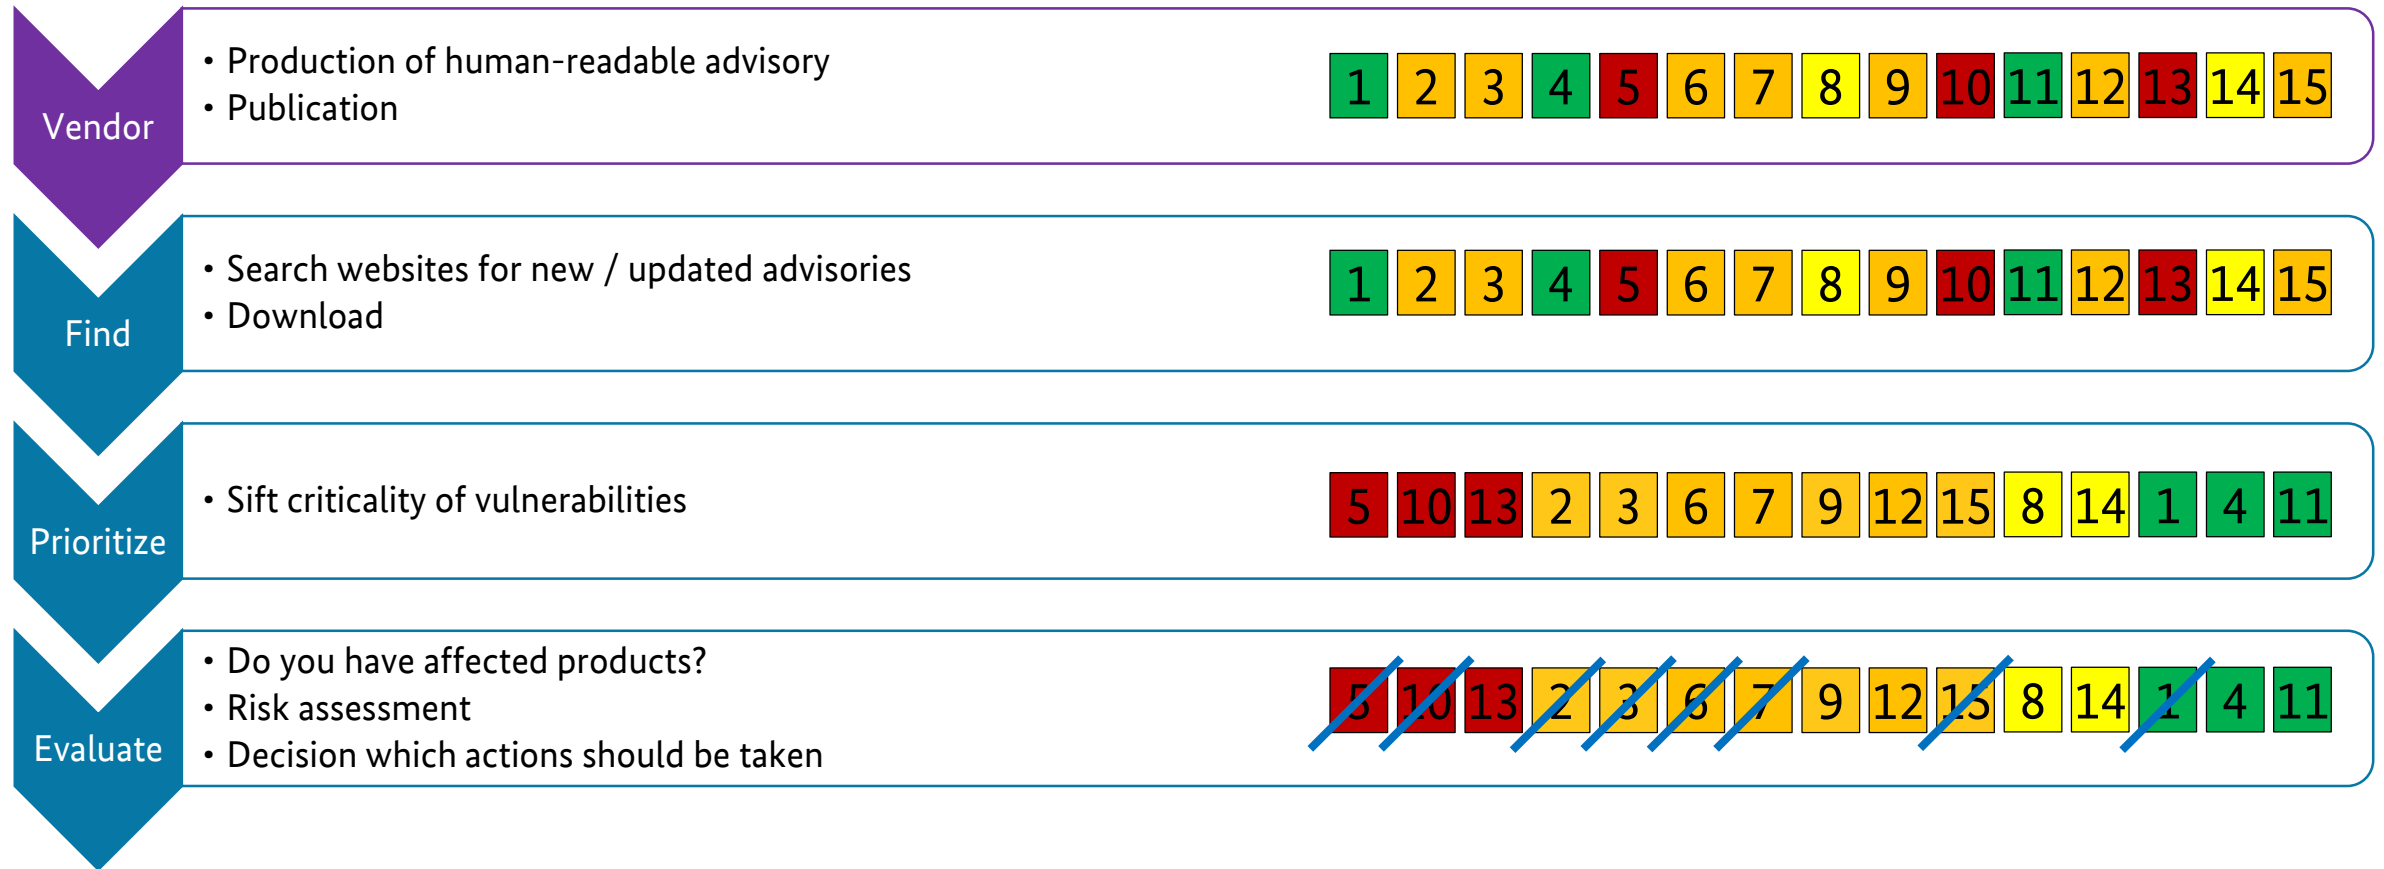 Vendor
• Production of human-readable advisory
• Publication
1 2 3 4 5 6 7 8 9 10 11 12 13 14 15
Find
• Search websites for new / updated advisories
• Download
1 2 3 4 5 6 7 8 9 10 11 12 13 14 15
Prioritize
• Sift criticality of vulnerabilities
5 10 13 2 3 6 7 9 12 15 8 14 1 4 11
Evaluate
• Do you have affected products?
• Risk assessment
• Decision which actions should be taken
5 10 13 2 3 6 7 9 12 15 8 14 1 4 11